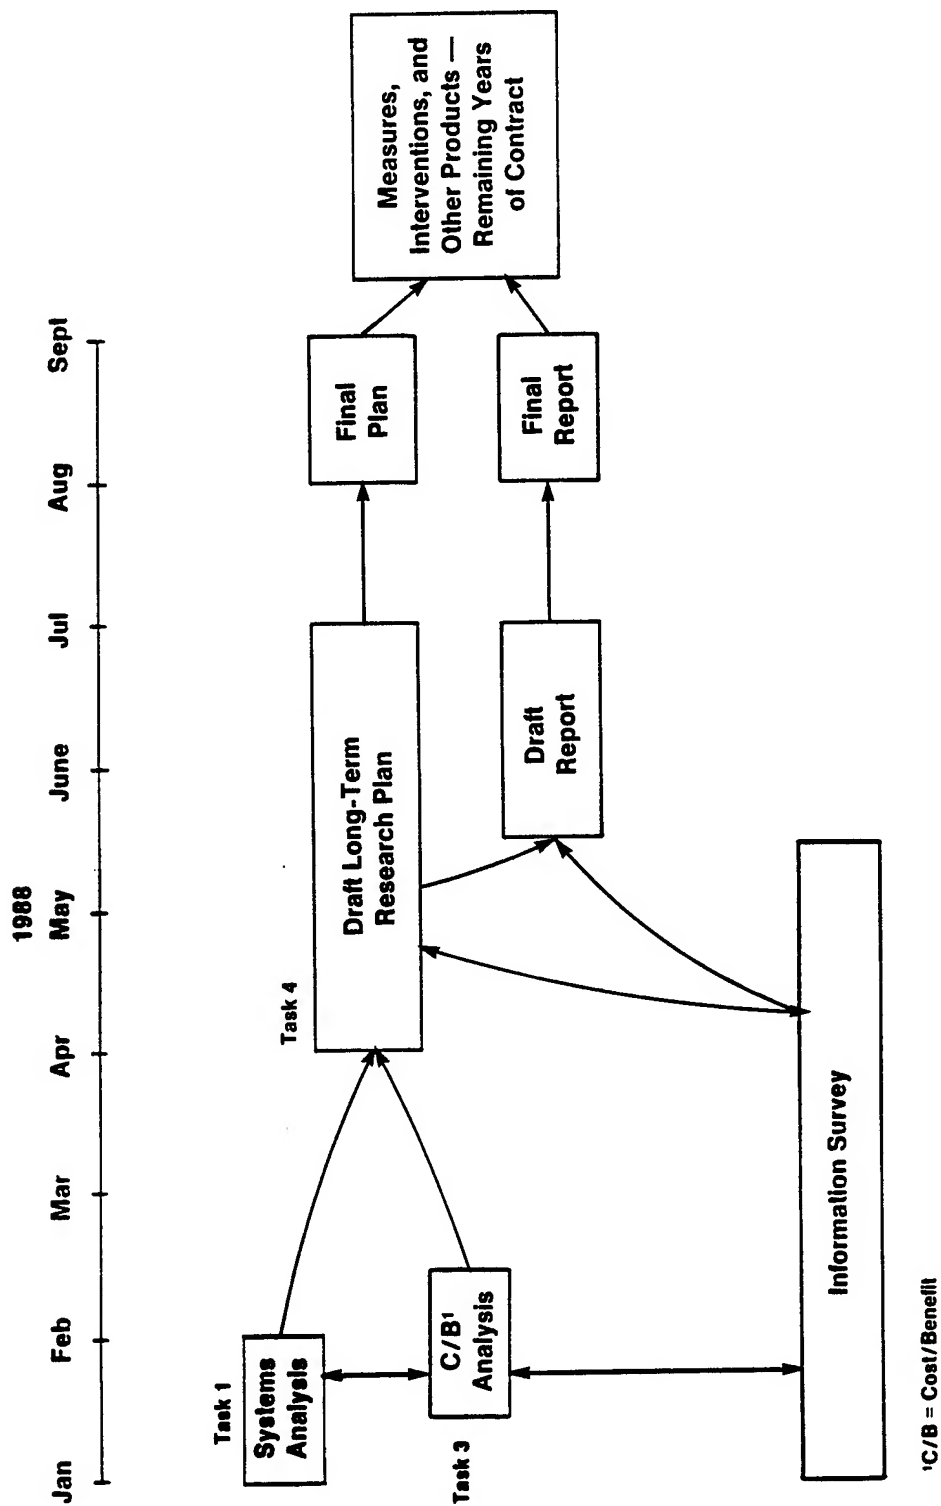 1988
Jan Feb Mar Apr May June Jul Aug Sept
Task 1
Systems
Analysis
Task 3
C/B¹
Analysis
Task 4
Draft Long-Term
Research Plan
Final
Plan
Draft
Report
Final
Report
Measures,
Interventions, and
Other Products —
Remaining Years
of Contract
Information Survey
¹C/B = Cost/Benefit